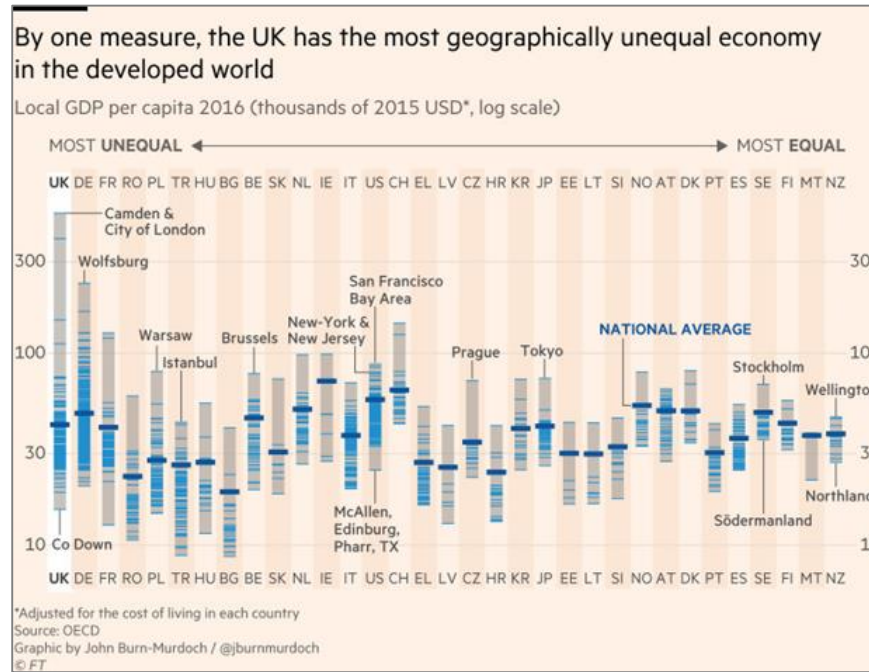 By one measure, the UK has the most geographically unequal economy
in the developed world
Local GDP per capita 2016 (thousands of 2015 USD*, log scale)
MOST UNEQUAL MOST EQUAL
UK DE FR RO PL TR HU BG BE SK NL IE IT US CH EL LV CZ HR KR JP EE LT SI NO AT DK PT ES SE FI MT NZ
Camden &
City of London
300 30
Wolfsburg
San Francisco
Bay Area
New-York &
New Jersey
NATIONAL AVERAGE
Warsaw
Brussels
Prague
Tokyo
Stockholm
100 10
Istanbul
Wellington
30 3
McAllen,
Edinburg,
Pharr, TX
Södermanland
Northland
Co Down
10 1
UK DE FR RO PL TR HU BG BE SK NL IE IT US CH EL LV CZ HR KR JP EE LT SI NO AT DK PT ES SE FI MT NZ
*Adjusted for the cost of living in each country
Source: OECD
Graphic by John Burn-Murdoch / @jburnmurdoch
© FT